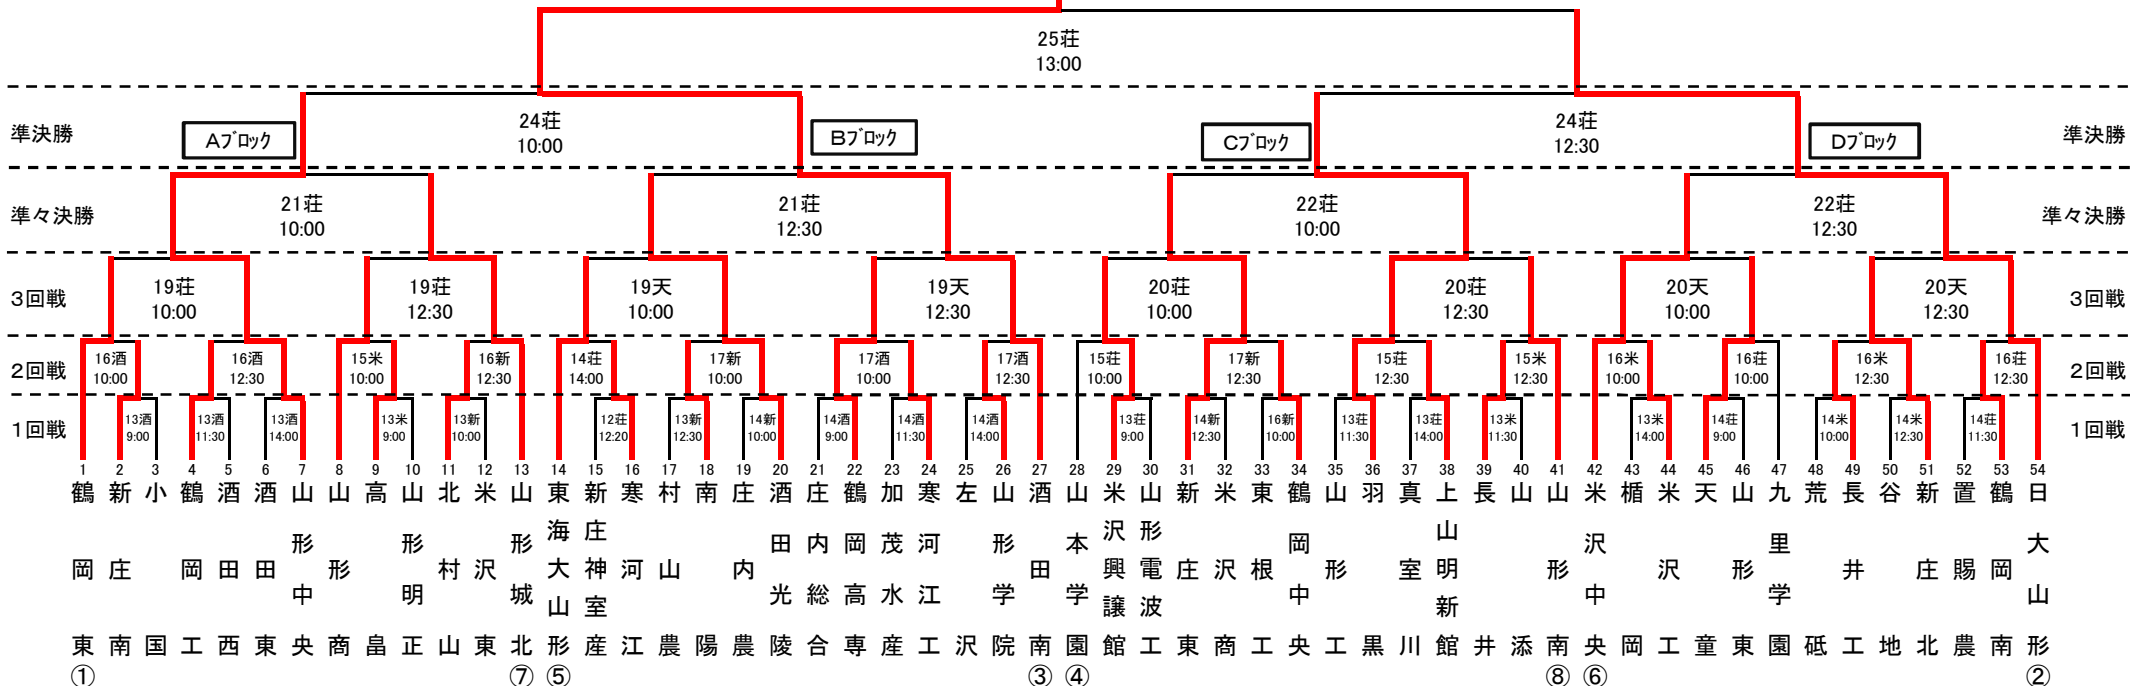 25荘
13:00
準決勝
Aﾌﾞﾛｯｸ
24荘
10:00
Bﾌﾞﾛｯｸ
Cﾌﾞﾛｯｸ
24荘
12:30
Dﾌﾞﾛｯｸ
準決勝
準々決勝
21荘
10:00
21荘
12:30
22荘
10:00
22荘
12:30
準々決勝
3回戦
19荘
10:00
19荘
12:30
19天
10:00
19天
12:30
20荘
10:00
20荘
12:30
20天
10:00
20天
12:30
3回戦
2回戦
16酒
10:00
16酒
12:30
15米
10:00
16新
12:30
14荘
14:00
17新
10:00
17酒
10:00
17酒
12:30
15荘
10:00
17新
12:30
15荘
12:30
15米
12:30
16米
10:00
16荘
10:00
16米
12:30
16荘
12:30
2回戦
1回戦
13酒
9:00
13酒
11:30
13酒
14:00
13米
9:00
13新
10:00
12荘
12:20
13新
12:30
14新
10:00
14酒
9:00
14酒
11:30
14酒
14:00
13荘
9:00
14新
12:30
16新
10:00
13荘
11:30
13荘
14:00
13米
11:30
13米
14:00
14荘
9:00
14米
10:00
14米
12:30
14荘
11:30
1回戦
1
鶴岡東
①
2
新庄南
3
小国
4
鶴岡工
5
酒田西
6
酒田東
7
山形中央
8
山形商
9
高畠
10
山形明正
11
北村山
12
米沢東
13
山形城北
⑦
14
東海大山形
⑤
15
新庄神室産
16
寒河江
17
村山農
18
南陽
19
庄内農
20
酒田光陵
21
庄内総合
22
鶴岡高専
23
加茂水産
24
寒河江工
25
左沢
26
山形学院
27
酒田南
③
28
山本学園
④
29
米沢興譲館
30
山形電波工
31
新庄東
32
米沢商
33
東根工
34
鶴岡中央
35
山形工
36
羽黒
37
真室川
38
上山明新館
39
長井
40
山添
41
山形南
⑧
42
米沢中央
⑥
43
楯岡
44
米沢工
45
天童
46
山形東
47
九里学園
48
荒砥
49
長井工
50
谷地
51
新庄北
52
置賜農
53
鶴岡南
54
日大山形
②